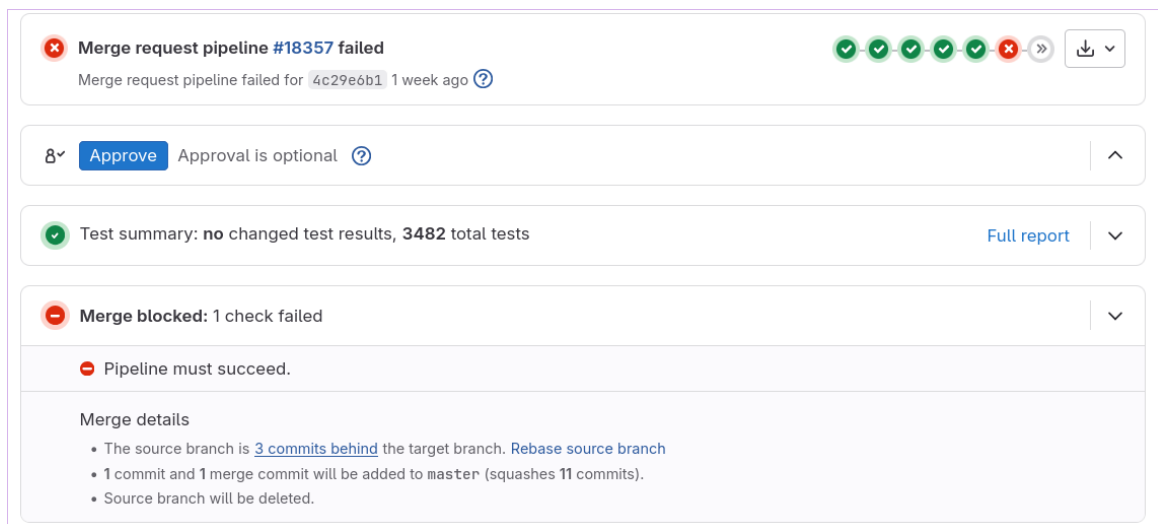 Merge request pipeline #18357 failed
Merge request pipeline failed for 4c29e6b1 1 week ago
Approve Approval is optional
Test summary: no changed test results, 3482 total tests Full report
Merge blocked: 1 check failed
Pipeline must succeed.
Merge details
• The source branch is 3 commits behind the target branch. Rebase source branch
• 1 commit and 1 merge commit will be added to master (squashes 11 commits).
• Source branch will be deleted.